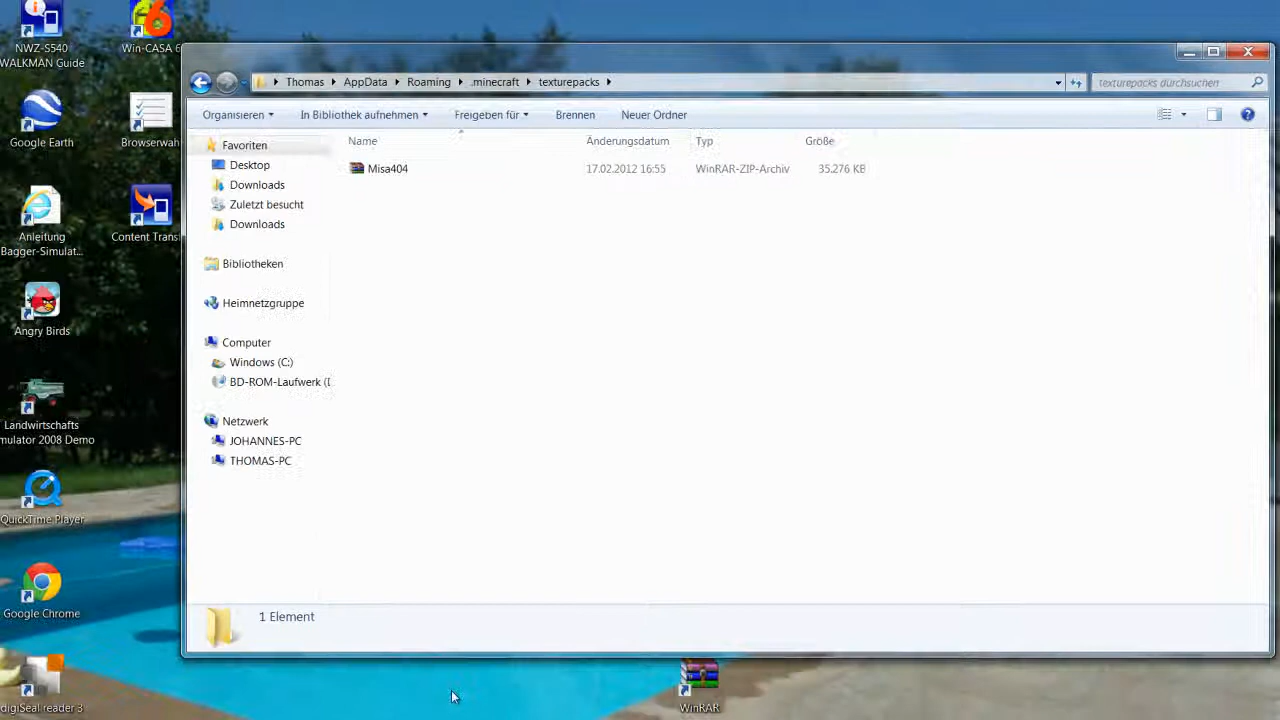 NWZ-S540
WALKMAN Guide
Win-CASA 6
Google Earth
Browserwah
Anleitung
Bagger-Simulat...
Content Trans
Angry Birds
Landwirtschafts
mulator 2008 Demo
QuickTime Player
Google Chrome
digiSeal reader 3
WinRAR
Thomas
AppData
Roaming
.minecraft
texturepacks
texturepacks durchsuchen
Organisieren
In Bibliothek aufnehmen
Freigeben für
Brennen
Neuer Ordner
Favoriten
Desktop
Downloads
Zuletzt besucht
Downloads
Bibliotheken
Heimnetzgruppe
Computer
Windows (C:)
BD-ROM-Laufwerk (
Netzwerk
JOHANNES-PC
THOMAS-PC
Name Änderungsdatum Typ Größe
Misa404 17.02.2012 16:55 WinRAR-ZIP-Archiv 35.276 KB
1 Element